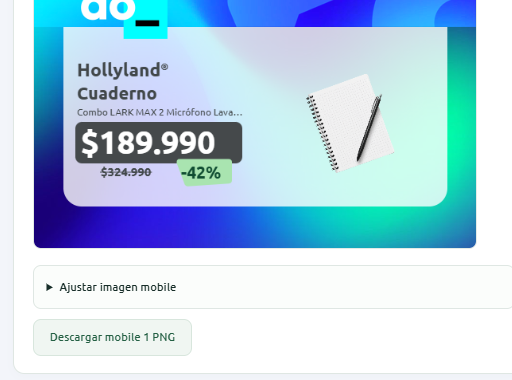 do_
Hollyland®
Cuaderno
Combo LARK MAX 2 Micrófono Lava...
$189.990
$324.990
-42%
▶ Ajustar imagen mobile
Descargar mobile 1 PNG